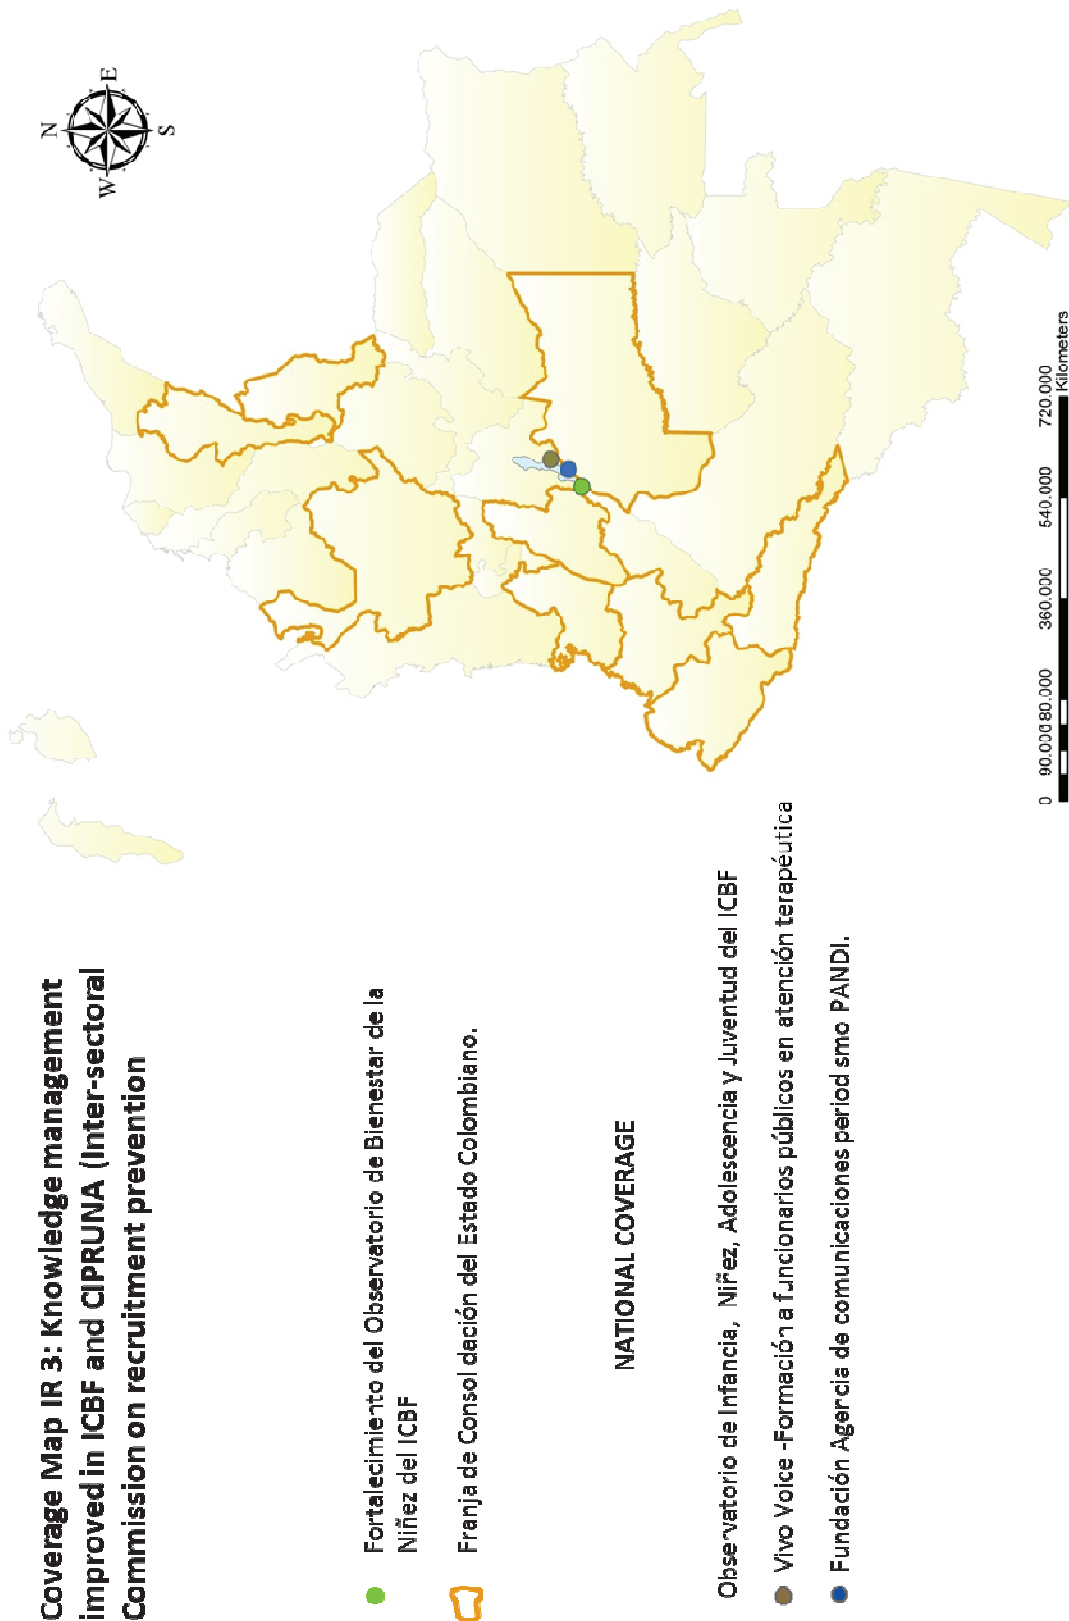 Coverage Map IR 3: Knowledge management
improved in ICBF and CIPRUNA (Inter-sectoral
Commission on recruitment prevention
Fortalecimiento del Observatorio de Bienestar de la
Niñez del ICBF
Franja de Consol dación del Estado Colombiano.
NATIONAL COVERAGE
Observatorio de Infancia, Niñez, Adolescencia y Juventud del ICBF
Vivo Voice -Formación a funcionarios públicos en atención terapéutica
Fundación Agencia de comunicaciones period smo PANDI.
N
W
E
S
0 90.000 180.000 360.000 540.000 720.000
Kilometers